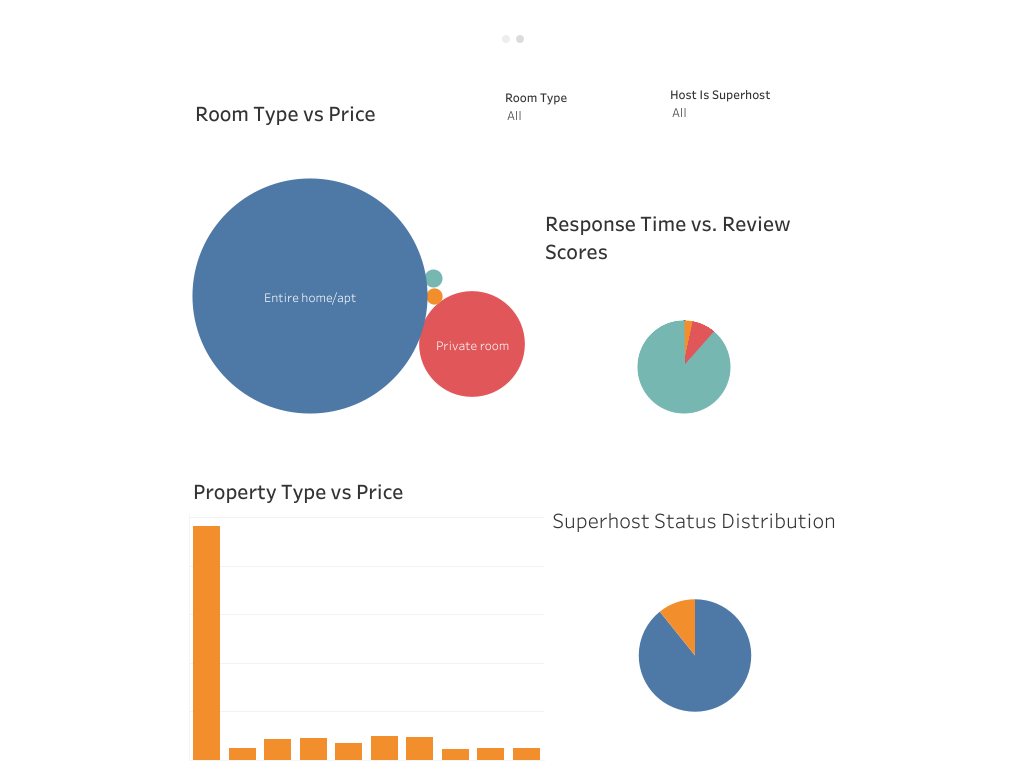 Room Type vs Price
Room Type
All
Host Is Superhost
All
Entire home/apt
Private room
Response Time vs. Review
Scores
Property Type vs Price
Superhost Status Distribution